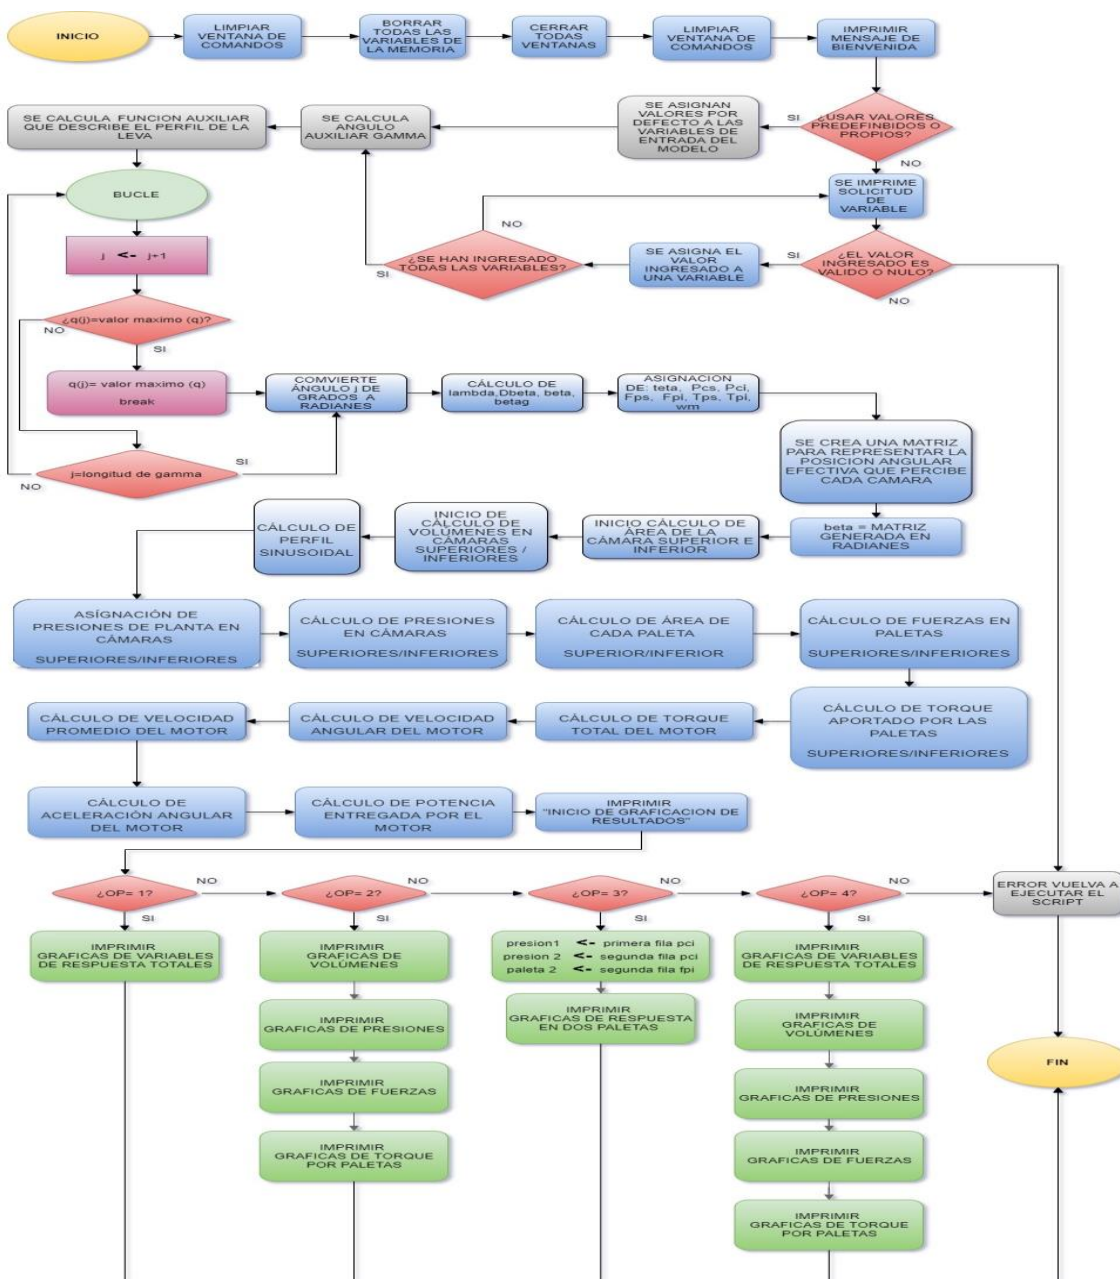 INICIO
LIMPIAR
VENTANA DE
COMANDOS
BORRAR
TODAS LAS
VARIABLES DE
LA MEMORIA
CERRAR
TODAS
VENTANAS
LIMPIAR
VENTANA DE
COMANDOS
IMPRIMIR
MENSAJE DE
BIENVENIDA
¿USAR VALORES
PREDEFINBIDOS O
PROPIOS?
SI
NO
SE ASIGNAN
VALORES POR
DEFECTO A LAS
VARIABLES DE
ENTRADA DEL
MODELO
SE CALCULA
ANGULO
AUXILIAR GAMMA
SE CALCULA FUNCION AUXILIAR
QUE DESCRIBE EL PERFIL DE LA
LEVA
SE IMPRIME
SOLICITUD
DE
VARIABLE
¿EL VALOR
INGRESADO ES
VALIDO O NULO?
SI
NO
SE ASIGNA EL
VALOR
INGRESADO A
UNA VARIABLE
¿SE HAN INGRESADO
TODAS LAS VARIABLES?
NO
SI
BUCLE
j <- j+1
¿q(j)=valor maximo (q)?
NO
SI
q(j)= valor maximo (q)
break
j=longitud de gamma
NO
SI
COMVIERTE
ÁNGULO j DE
GRADOS A
RADIANES
CÁLCULO DE
lambda,Dbeta, beta,
betag
ASIGNACION
DE: teta, Pcs, Pci,
Fps, Fpi, Tps, Tpi,
wm
SE CREA UNA MATRIZ
PARA REPRESENTAR LA
POSICION ANGULAR
EFECTIVA QUE PERCIBE
CADA CAMARA
beta = MATRIZ
GENERADA EN
RADIANES
INICIO CÁLCULO DE
ÁREA DE LA
CÁMARA SUPERIOR E
INFERIOR
INICIO DE
CÁLCULO DE
VOLÚMENES EN
CÁMARAS
SUPERIORES /
INFERIORES
CÁLCULO DE
PERFIL
SINUSOIDAL
ASÍGNACIÓN DE
PRESIONES DE PLANTA EN
CÁMARAS
SUPERIORES/INFERIORES
CÁLCULO DE PRESIONES
EN CÁMARAS
SUPERIORES/INFERIORES
CÁLCULO DE ÁREA DE
CADA PALETA
SUPERIOR/INFERIOR
CÁLCULO DE FUERZAS EN
PALETAS
SUPERIORES/INFERIORES
CÁLCULO DE TORQUE
APORTADO POR LAS
PALETAS
SUPERIORES/INFERIORES
CÁLCULO DE TORQUE
TOTAL DEL MOTOR
CÁLCULO DE VELOCIDAD
ANGULAR DEL MOTOR
CÁLCULO DE VELOCIDAD
PROMEDIO DEL MOTOR
CÁLCULO DE
ACELERACIÓN ANGULAR
DEL MOTOR
CÁLCULO DE POTENCIA
ENTREGADA POR EL
MOTOR
IMPRIMIR
"INICIO DE GRAFICACION DE
RESULTADOS"
¿OP= 1?
NO
SI
¿OP= 2?
NO
SI
¿OP= 3?
NO
SI
¿OP= 4?
NO
SI
ERROR VUELVA A
EJECUTAR EL
SCRIPT
IMPRIMIR
GRAFICAS DE VARIABLES
DE RESPUESTA TOTALES
IMPRIMIR
GRAFICAS DE
VOLÚMENES
IMPRIMIR
GRAFICAS DE PRESIONES
IMPRIMIR
GRAFICAS DE FUERZAS
IMPRIMIR
GRAFICAS DE TORQUE
POR PALETAS
presion1 <- primera fila pci
presion 2 <- segunda fila pci
paleta 2 <- segunda fila fpi
IMPRIMIR
GRAFICAS DE RESPUESTA
EN DOS PALETAS
IMPRIMIR
GRAFICAS DE VARIABLES
DE RESPUESTA TOTALES
IMPRIMIR
GRAFICAS DE
VOLÚMENES
IMPRIMIR
GRAFICAS DE PRESIONES
IMPRIMIR
GRAFICAS DE FUERZAS
IMPRIMIR
GRAFICAS DE TORQUE
POR PALETAS
FIN